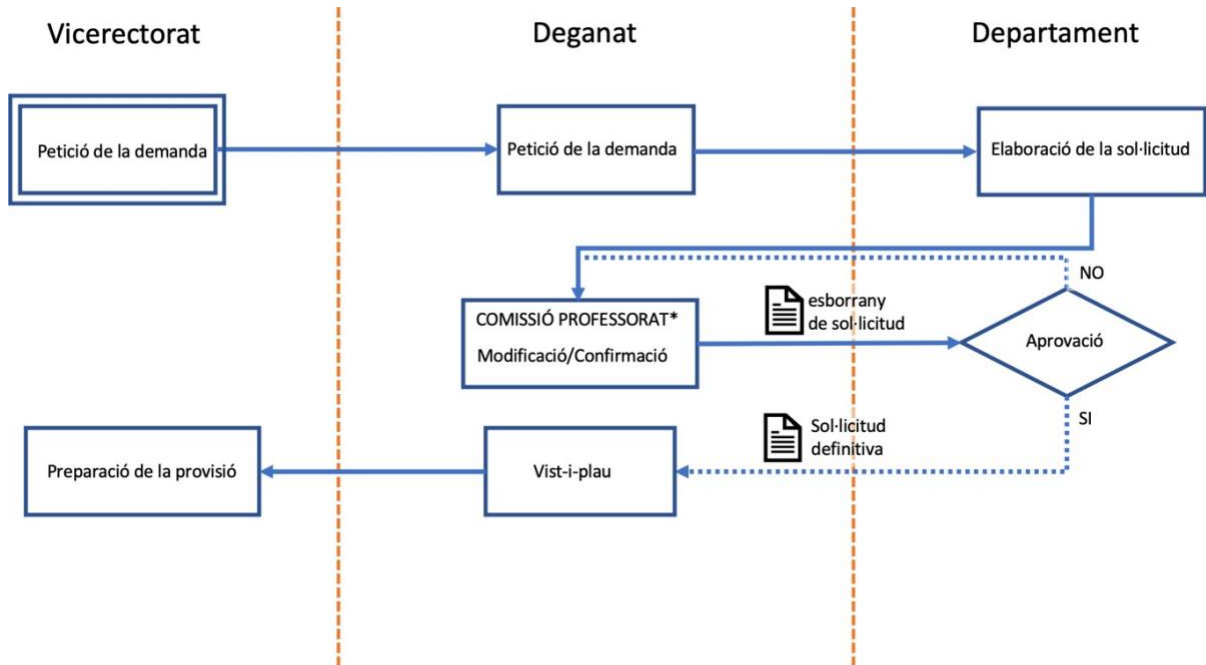 Vicerectorat
Deganat
Departament
Petició de la demanda
Petició de la demanda
Elaboració de la sol·licitud
NO
COMISSIÓ PROFESSORAT*
Modificació/Confirmació
esborrany
de sol·licitud
Aprovació
SI
Sol·licitud
definitiva
Vist-i-plau
Preparació de la provisió